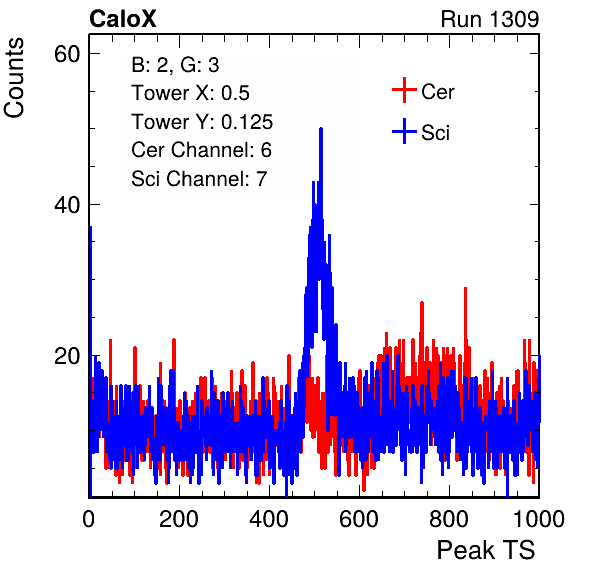 CaloX Run 1309
Counts
60
40
20
B: 2, G: 3
Tower X: 0.5
Tower Y: 0.125
Cer Channel: 6
Sci Channel: 7
Cer
Sci
0 200 400 600 800 1000
Peak TS